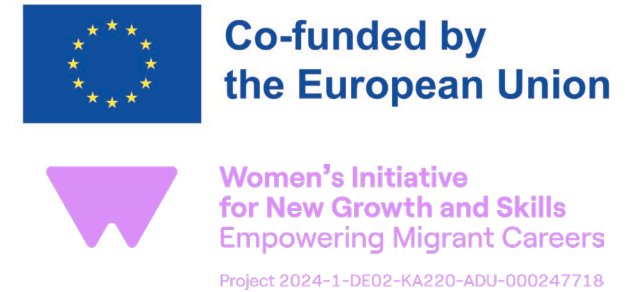 Co-funded by
the European Union
Women's Initiative
for New Growth and Skills
Empowering Migrant Careers
Project 2024-1-DE02-KA220-ADU-000247718